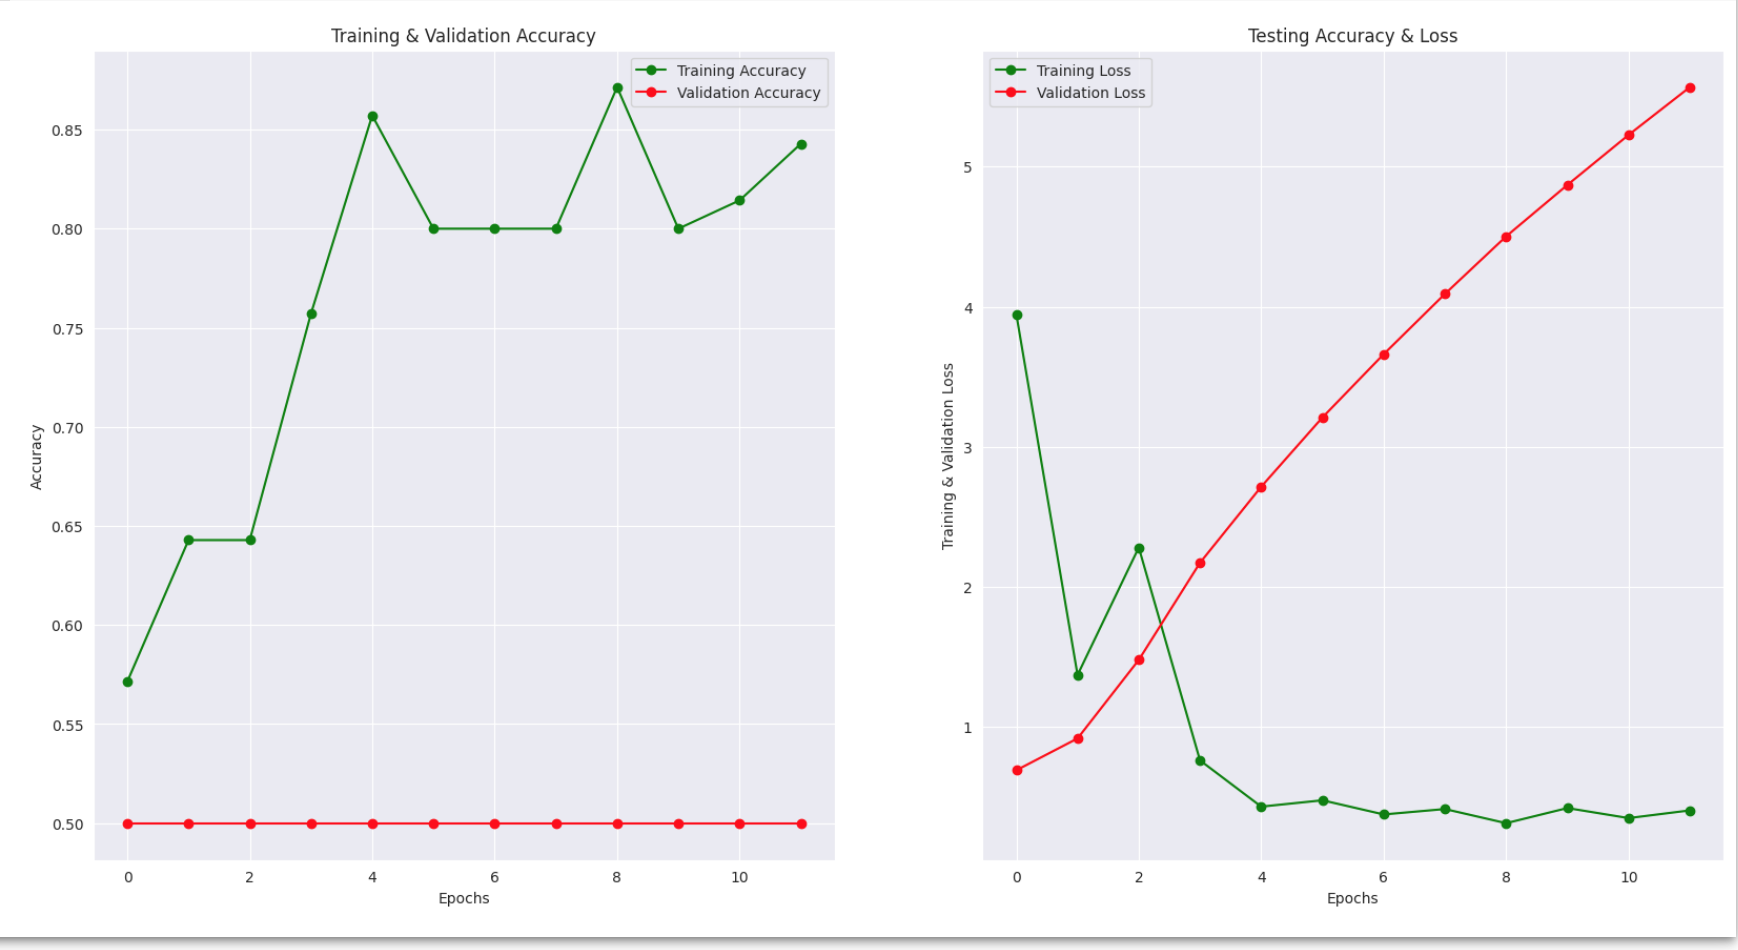 Training & Validation Accuracy
Training Accuracy
Validation Accuracy
0.85
0.80
0.75
0.70
0.65
0.60
0.55
0.50
Accuracy
0 2 4 6 8 10
Epochs
Testing Accuracy & Loss
Training Loss
Validation Loss
5
4
3
2
1
Training & Validation Loss
0 2 4 6 8 10
Epochs